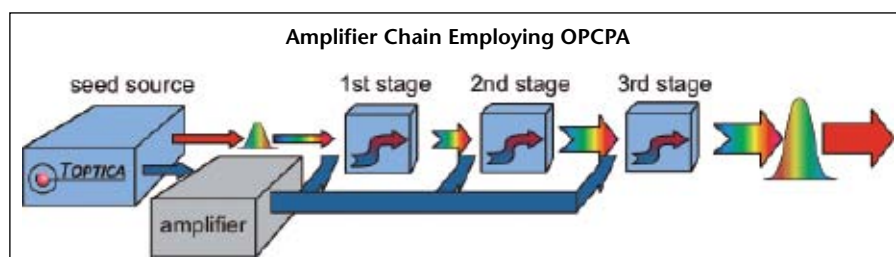 Amplifier Chain Employing OPCPA
seed source
1st stage
2nd stage
3rd stage
TOPTICA
amplifier